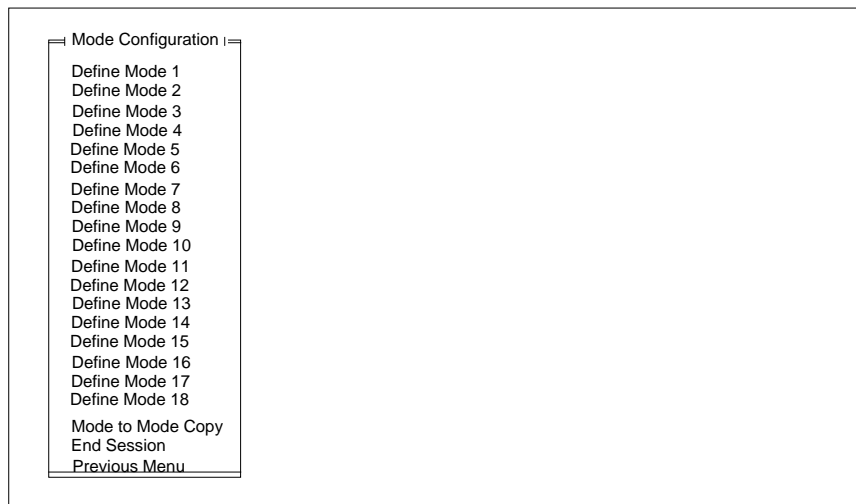 Mode Configuration
Define Mode 1
Define Mode 2
Define Mode 3
Define Mode 4
Define Mode 5
Define Mode 6
Define Mode 7
Define Mode 8
Define Mode 9
Define Mode 10
Define Mode 11
Define Mode 12
Define Mode 13
Define Mode 14
Define Mode 15
Define Mode 16
Define Mode 17
Define Mode 18
Mode to Mode Copy
End Session
Previous Menu